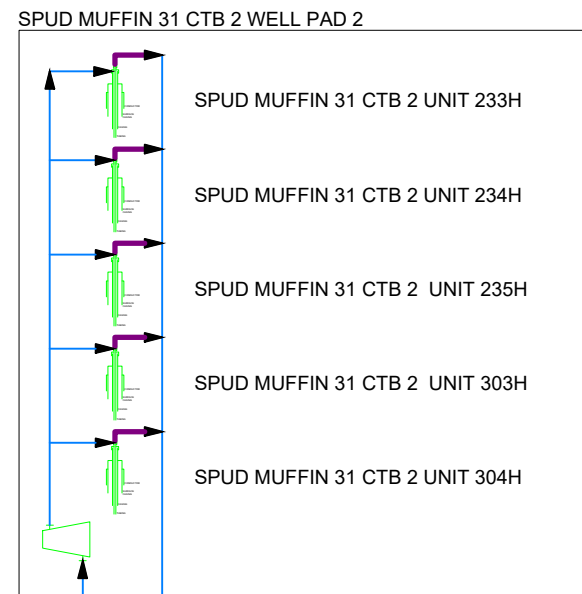 SPUD MUFFIN 31 CTB 2 WELL PAD 2
SPUD MUFFIN 31 CTB 2 UNIT 233H
SPUD MUFFIN 31 CTB 2 UNIT 234H
SPUD MUFFIN 31 CTB 2  UNIT 235H
SPUD MUFFIN 31 CTB 2  UNIT 303H
SPUD MUFFIN 31 CTB 2 UNIT 304H